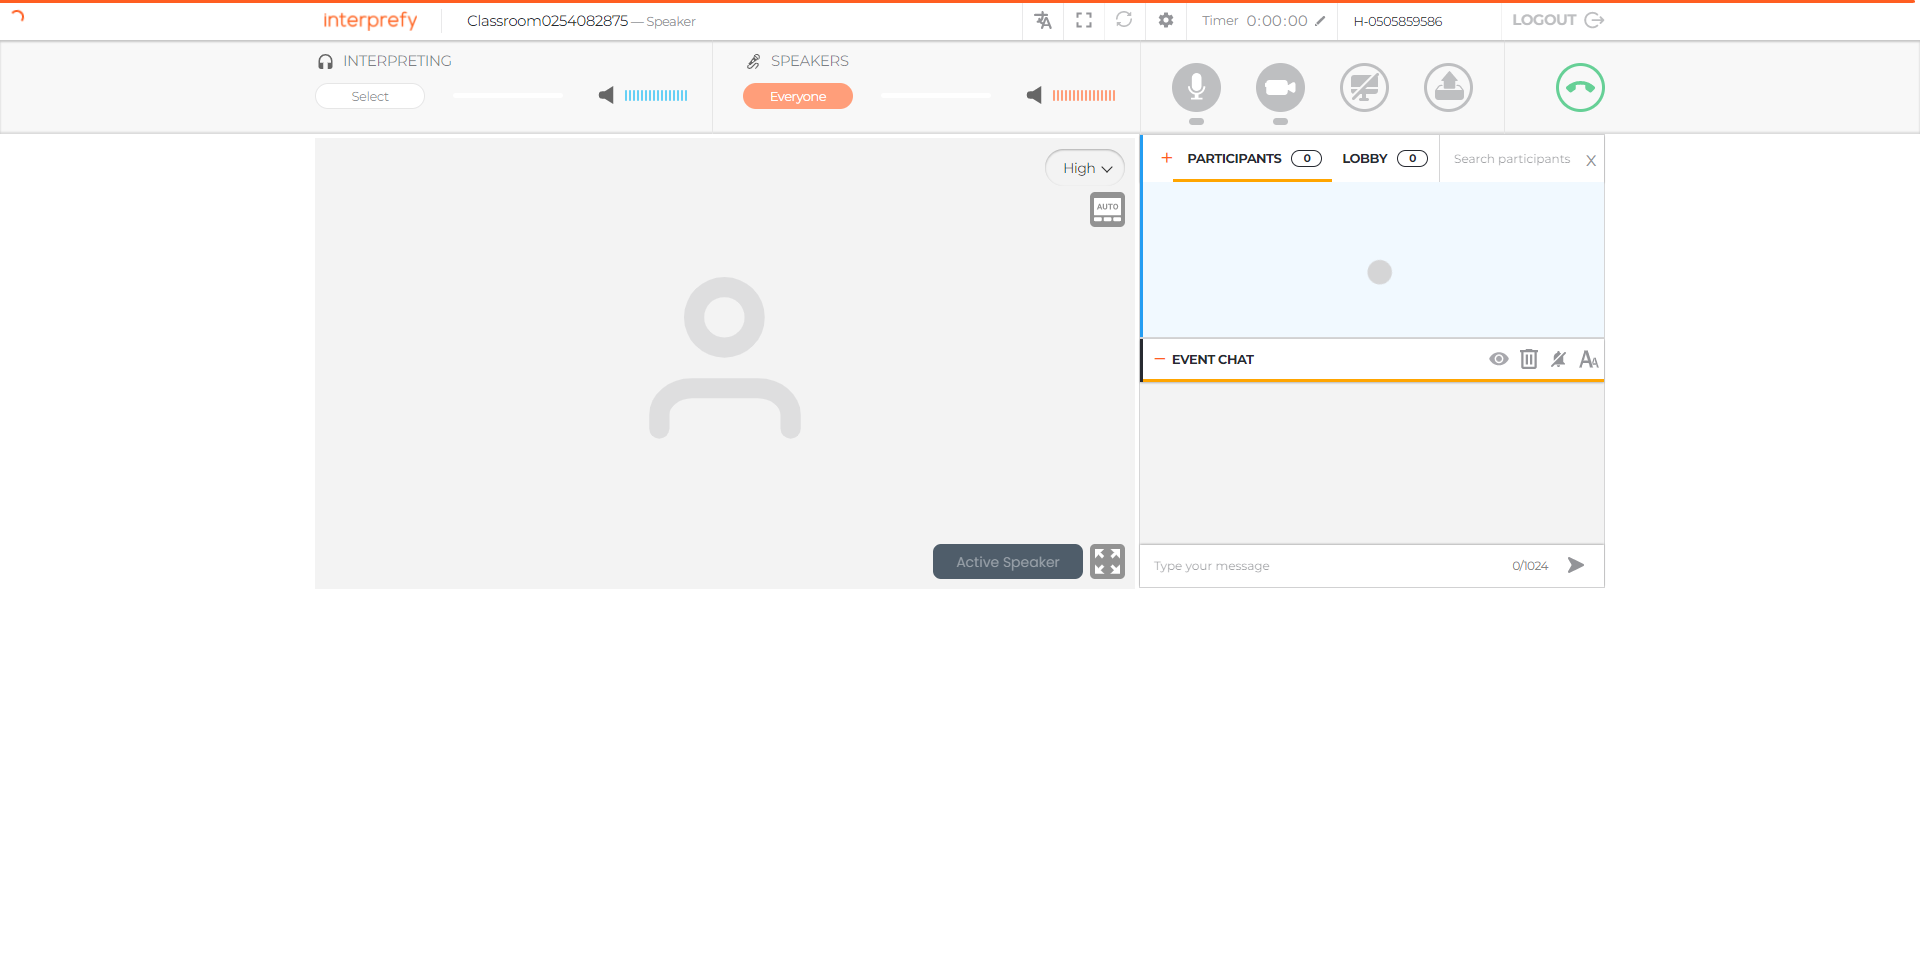 interprefy
Classroom0254082875 — Speaker
Timer 0:00:00
H-0505859586
LOGOUT
INTERPRETING
Select
SPEAKERS
Everyone
High
AUTO
Active Speaker
+ PARTICIPANTS 0
LOBBY 0
Search participants X
− EVENT CHAT
AA
Type your message
0/1024